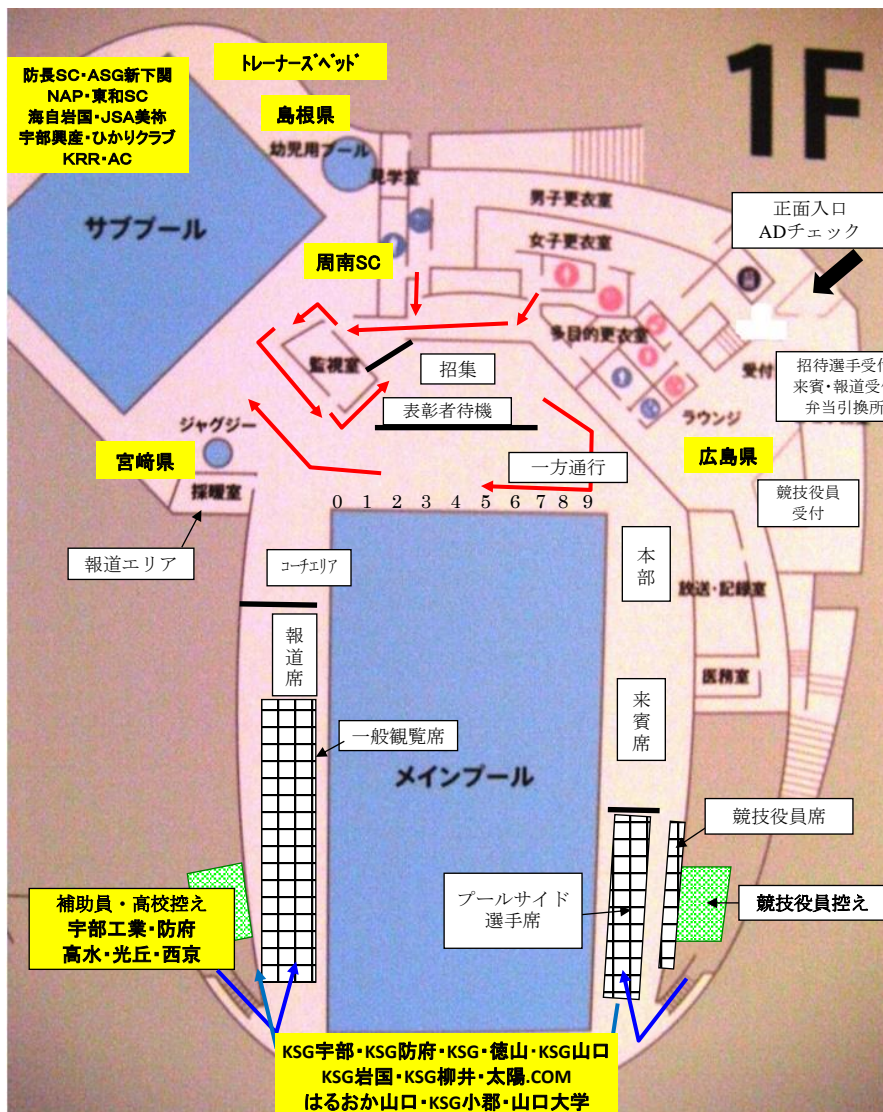 1F
防長SC・ASG新下関
NAP・東和SC
海自岩国・JSA美祢
宇部興産・ひかりクラブ
KRR・AC
トレーナーズベッド
島根県
幼児用プール
見学室
男子更衣室
女子更衣室
正面入口
ADチェック
サブプール
周南SC
多目的更衣室
監視室
招集
受付
招待選手受付
来賓・報道受付
弁当引換所
表彰者待機
ラウンジ
ジャグジー
宮﨑県
広島県
一方通行
採暖室
0 1 2 3 4 5 6 7 8 9
競技役員
受付
報道エリア
コーチエリア
本部
放送・記録室
報道席
医務室
来賓席
一般観覧席
メインプール
競技役員席
プールサイド
選手席
競技役員控え
補助員・高校控え
宇部工業・防府
高水・光丘・西京
KSG宇部・KSG防府・KSG・徳山・KSG山口
KSG岩国・KSG柳井・太陽.COM
はるおか山口・KSG小郡・山口大学